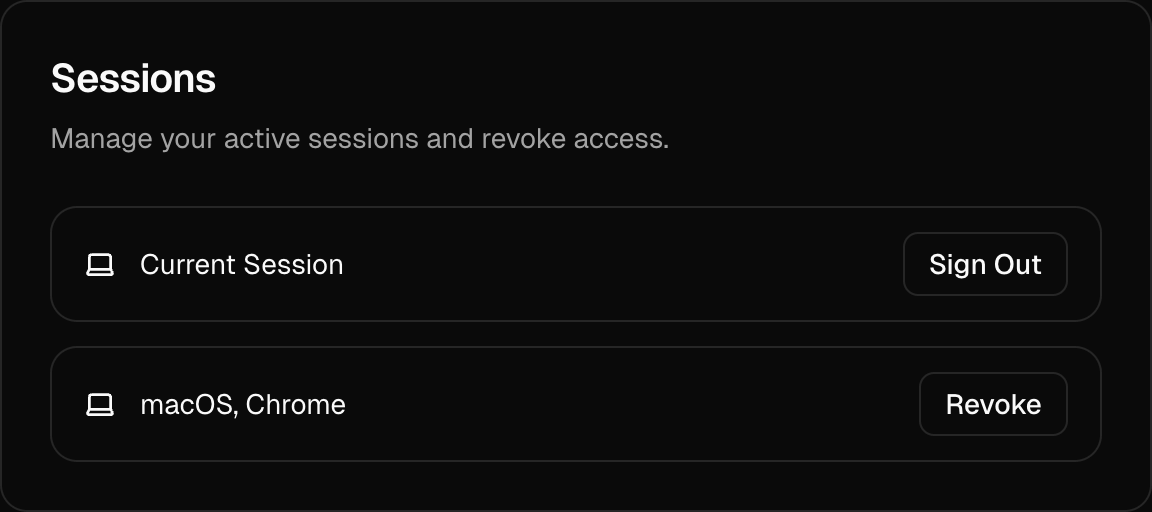 Sessions
Manage your active sessions and revoke access.
Current Session
Sign Out
macOS, Chrome
Revoke